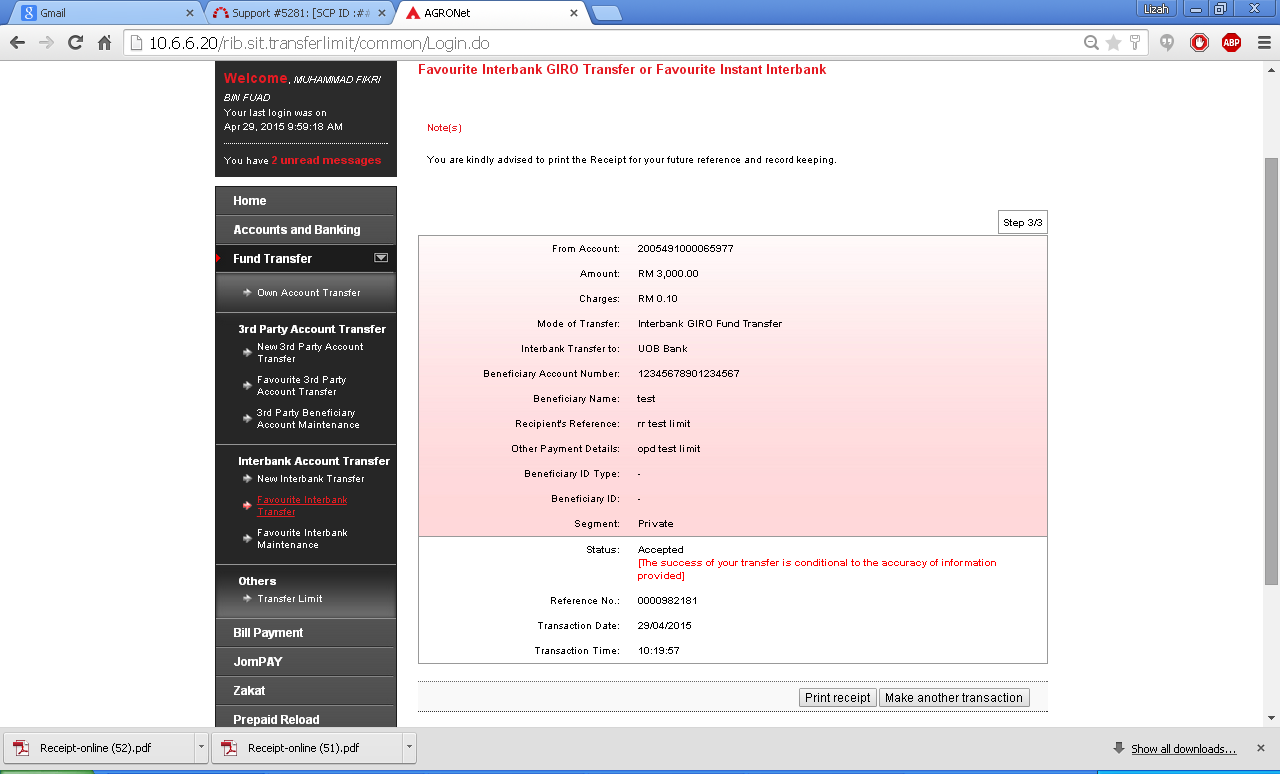 Gmail
Support #5281: [SCP ID :##
AGRONet
Lizah
10.6.6.20/rib.sit.transferlimit/common/Login.do
ABP
Welcome, MUHAMMAD FIKRI
BIN FUAD
Your last login was on
Apr 29, 2015 9:59:18 AM
You have 2 unread messages
Home
Accounts and Banking
Fund Transfer
Own Account Transfer
3rd Party Account Transfer
New 3rd Party Account
Transfer
Favourite 3rd Party
Account Transfer
3rd Party Beneficiary
Account Maintenance
Interbank Account Transfer
New Interbank Transfer
Favourite Interbank
Transfer
Favourite Interbank
Maintenance
Others
Transfer Limit
Bill Payment
JomPAY
Zakat
Prepaid Reload
Favourite Interbank GIRO Transfer or Favourite Instant Interbank
Note(s)
You are kindly advised to print the Receipt for your future reference and record keeping.
Step 3/3
From Account: 2005491000065977
Amount: RM 3,000.00
Charges: RM 0.10
Mode of Transfer: Interbank GIRO Fund Transfer
Interbank Transfer to: UOB Bank
Beneficiary Account Number: 12345678901234567
Beneficiary Name: test
Recipient's Reference: rr test limit
Other Payment Details: opd test limit
Beneficiary ID Type: -
Beneficiary ID: -
Segment: Private
Status: Accepted
[The success of your transfer is conditional to the accuracy of information
provided]
Reference No.: 0000982181
Transaction Date: 29/04/2015
Transaction Time: 10:19:57
Print receipt
Make another transaction
Receipt-online (52).pdf
Receipt-online (51).pdf
Show all downloads...